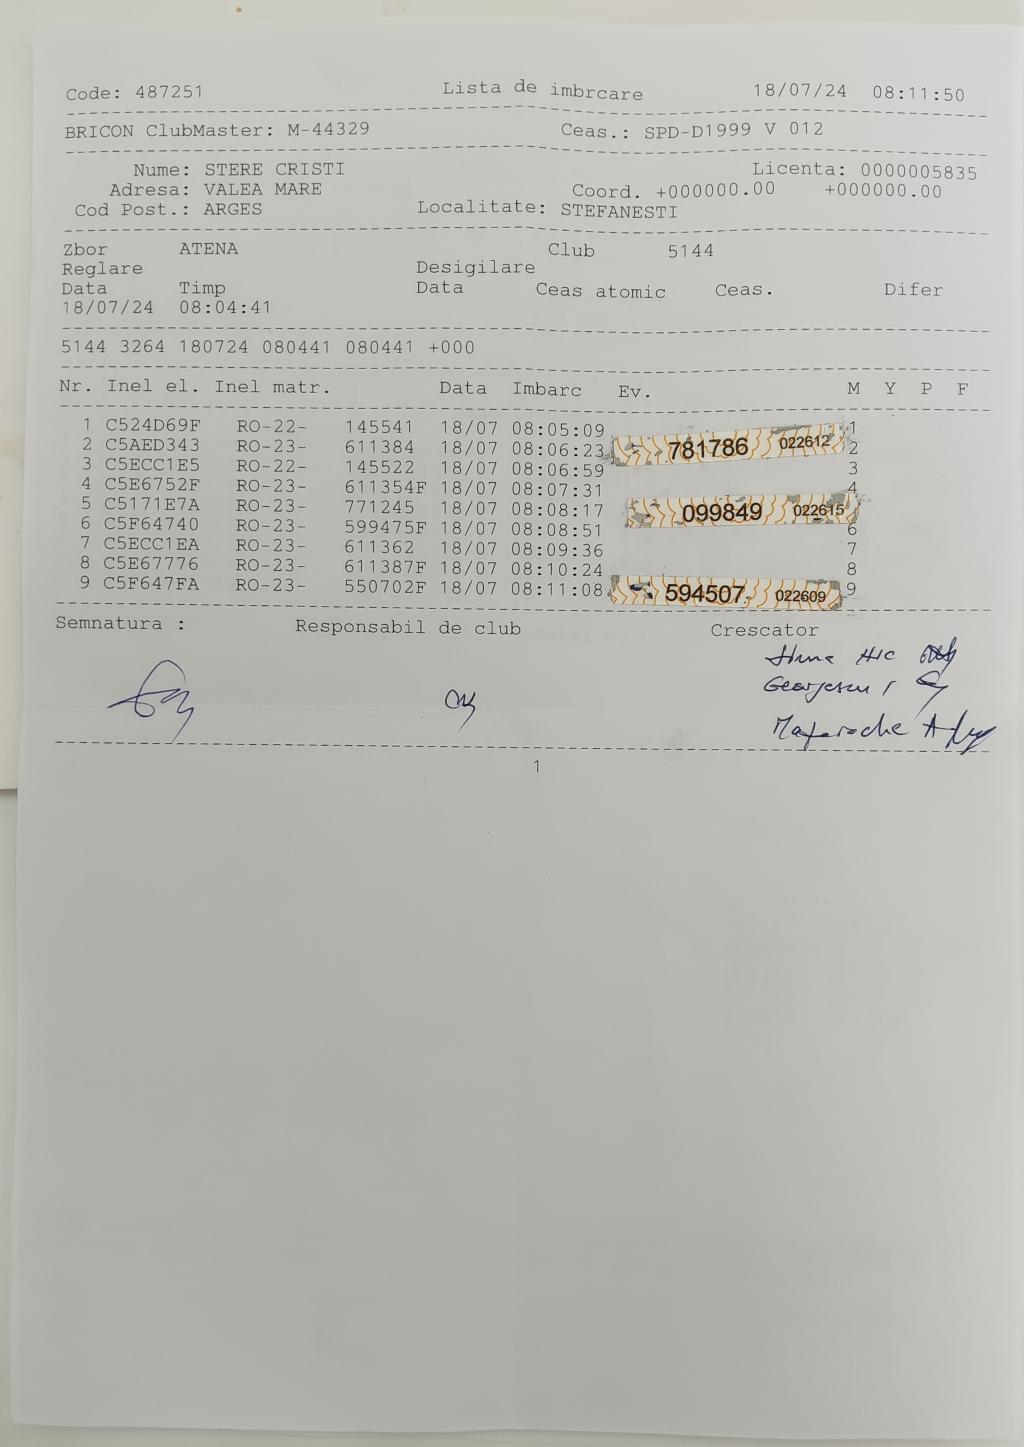 Code: 487251 Lista de imbrcare 18/07/24 08:11:50
BRICON ClubMaster: M-44329 Ceas.: SPD-D1999 V 012
Nume: STERE CRISTI Licenta: 0000005835
Adresa: VALEA MARE Coord. +000000.00 +000000.00
Cod Post.: ARGES Localitate: STEFANESTI
Zbor ATENA Club 5144
Reglare Desigilare
Data Timp Data Ceas atomic Ceas. Difer
18/07/24 08:04:41
5144 3264 180724 080441 080441 +000
Nr. Inel el. Inel matr. Data Imbarc Ev. M Y P F
1 C524D69F RO-22- 145541 18/07 08:05:09 1
2 C5AED343 RO-23- 611384 18/07 08:06:23 781786 022612 2
3 C5ECC1E5 RO-22- 145522 18/07 08:06:59 3
4 C5E6752F RO-23- 611354F 18/07 08:07:31 4
5 C5171E7A RO-23- 771245 18/07 08:08:17 099849 022615
6 C5F64740 RO-23- 599475F 18/07 08:08:51 6
7 C5ECC1EA RO-23- 611362 18/07 08:09:36 7
8 C5E67776 RO-23- 611387F 18/07 08:10:24 8
9 C5F647FA RO-23- 550702F 18/07 08:11:08 594507 022609 9
Semnatura : Responsabil de club Crescator
Georgescu
1